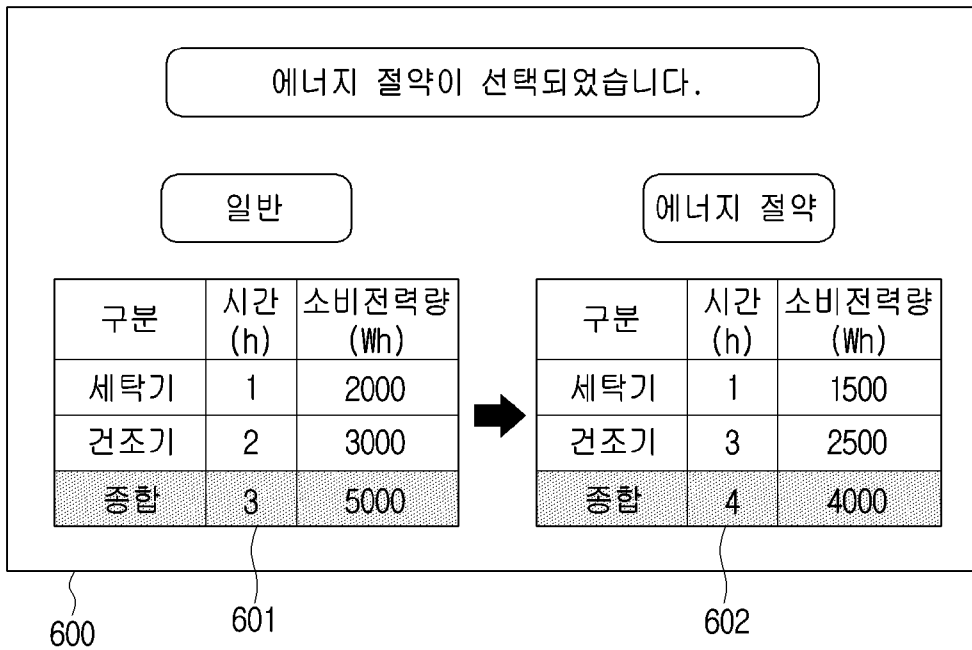 에너지 절약이 선택되었습니다.
일반
에너지 절약
구분 시간 (h) 소비전력량 (Wh)
세탁기 1 2000
건조기 2 3000
종합 3 5000
구분 시간 (h) 소비전력량 (Wh)
세탁기 1 1500
건조기 3 2500
종합 4 4000
600
601
602